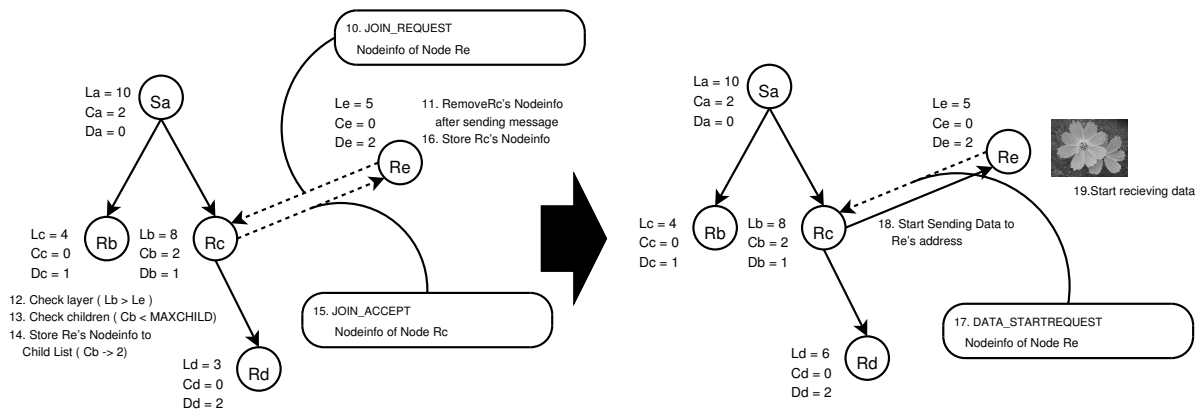 10. JOIN_REQUEST
Nodeinfo of Node Re
La = 10
Ca = 2
Da = 0
Sa
Le = 5
Ce = 0
De = 2
11. RemoveRc's Nodeinfo
after sending message
16. Store Rc's Nodeinfo
Re
Lc = 4
Cc = 0
Dc = 1
Rb
Lb = 8
Cb = 2
Db = 1
Rc
12. Check layer ( Lb > Le )
13. Check children ( Cb < MAXCHILD)
14. Store Re's Nodeinfo to
Child List ( Cb -> 2)
15. JOIN_ACCEPT
Nodeinfo of Node Rc
Ld = 3
Cd = 0
Dd = 2
Rd
La = 10
Ca = 2
Da = 0
Sa
Le = 5
Ce = 0
De = 2
Re
19.Start recieving data
Lc = 4
Cc = 0
Dc = 1
Rb
Lb = 8
Cb = 2
Db = 1
Rc
18. Start Sending Data to
Re's address
17. DATA_STARTREQUEST
Nodeinfo of Node Re
Ld = 6
Cd = 0
Dd = 2
Rd